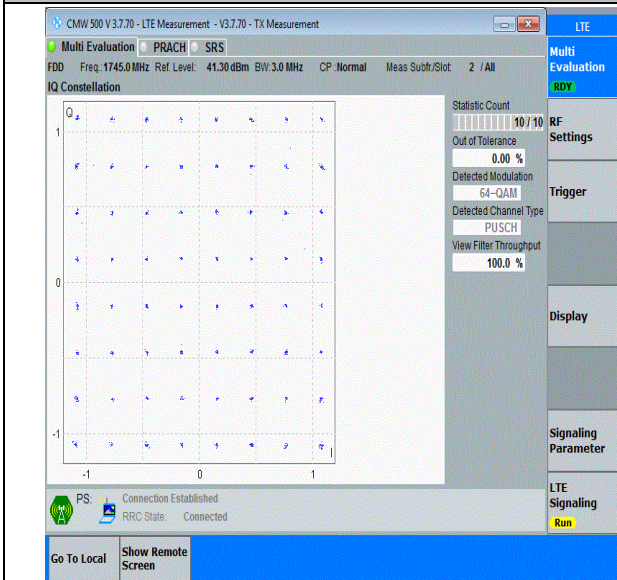 CMW 500 V 3.7.70 - LTE Measurement - V3.7.70 - TX Measurement
LTE
Multi Evaluation PRACH SRS
Multi
Evaluation
RDY
FDD Freq.:1745.0 MHz Ref. Level: 41.30 dBm BW: 3.0 MHz CP :Normal Meas Subfr./Slot: 2 / All
IQ Constellation
Q
1
0
-1
-1 0 1
I
Statistic Count
10 / 10
Out of Tolerance
0.00 %
Detected Modulation
64-QAM
Detected Channel Type
PUSCH
View Filter Throughput
100.0 %
RF
Settings
Trigger
Display
Signaling
Parameter
LTE
Signaling
Run
PS: Connection Established
RRC State: Connected
Go To Local
Show Remote
Screen